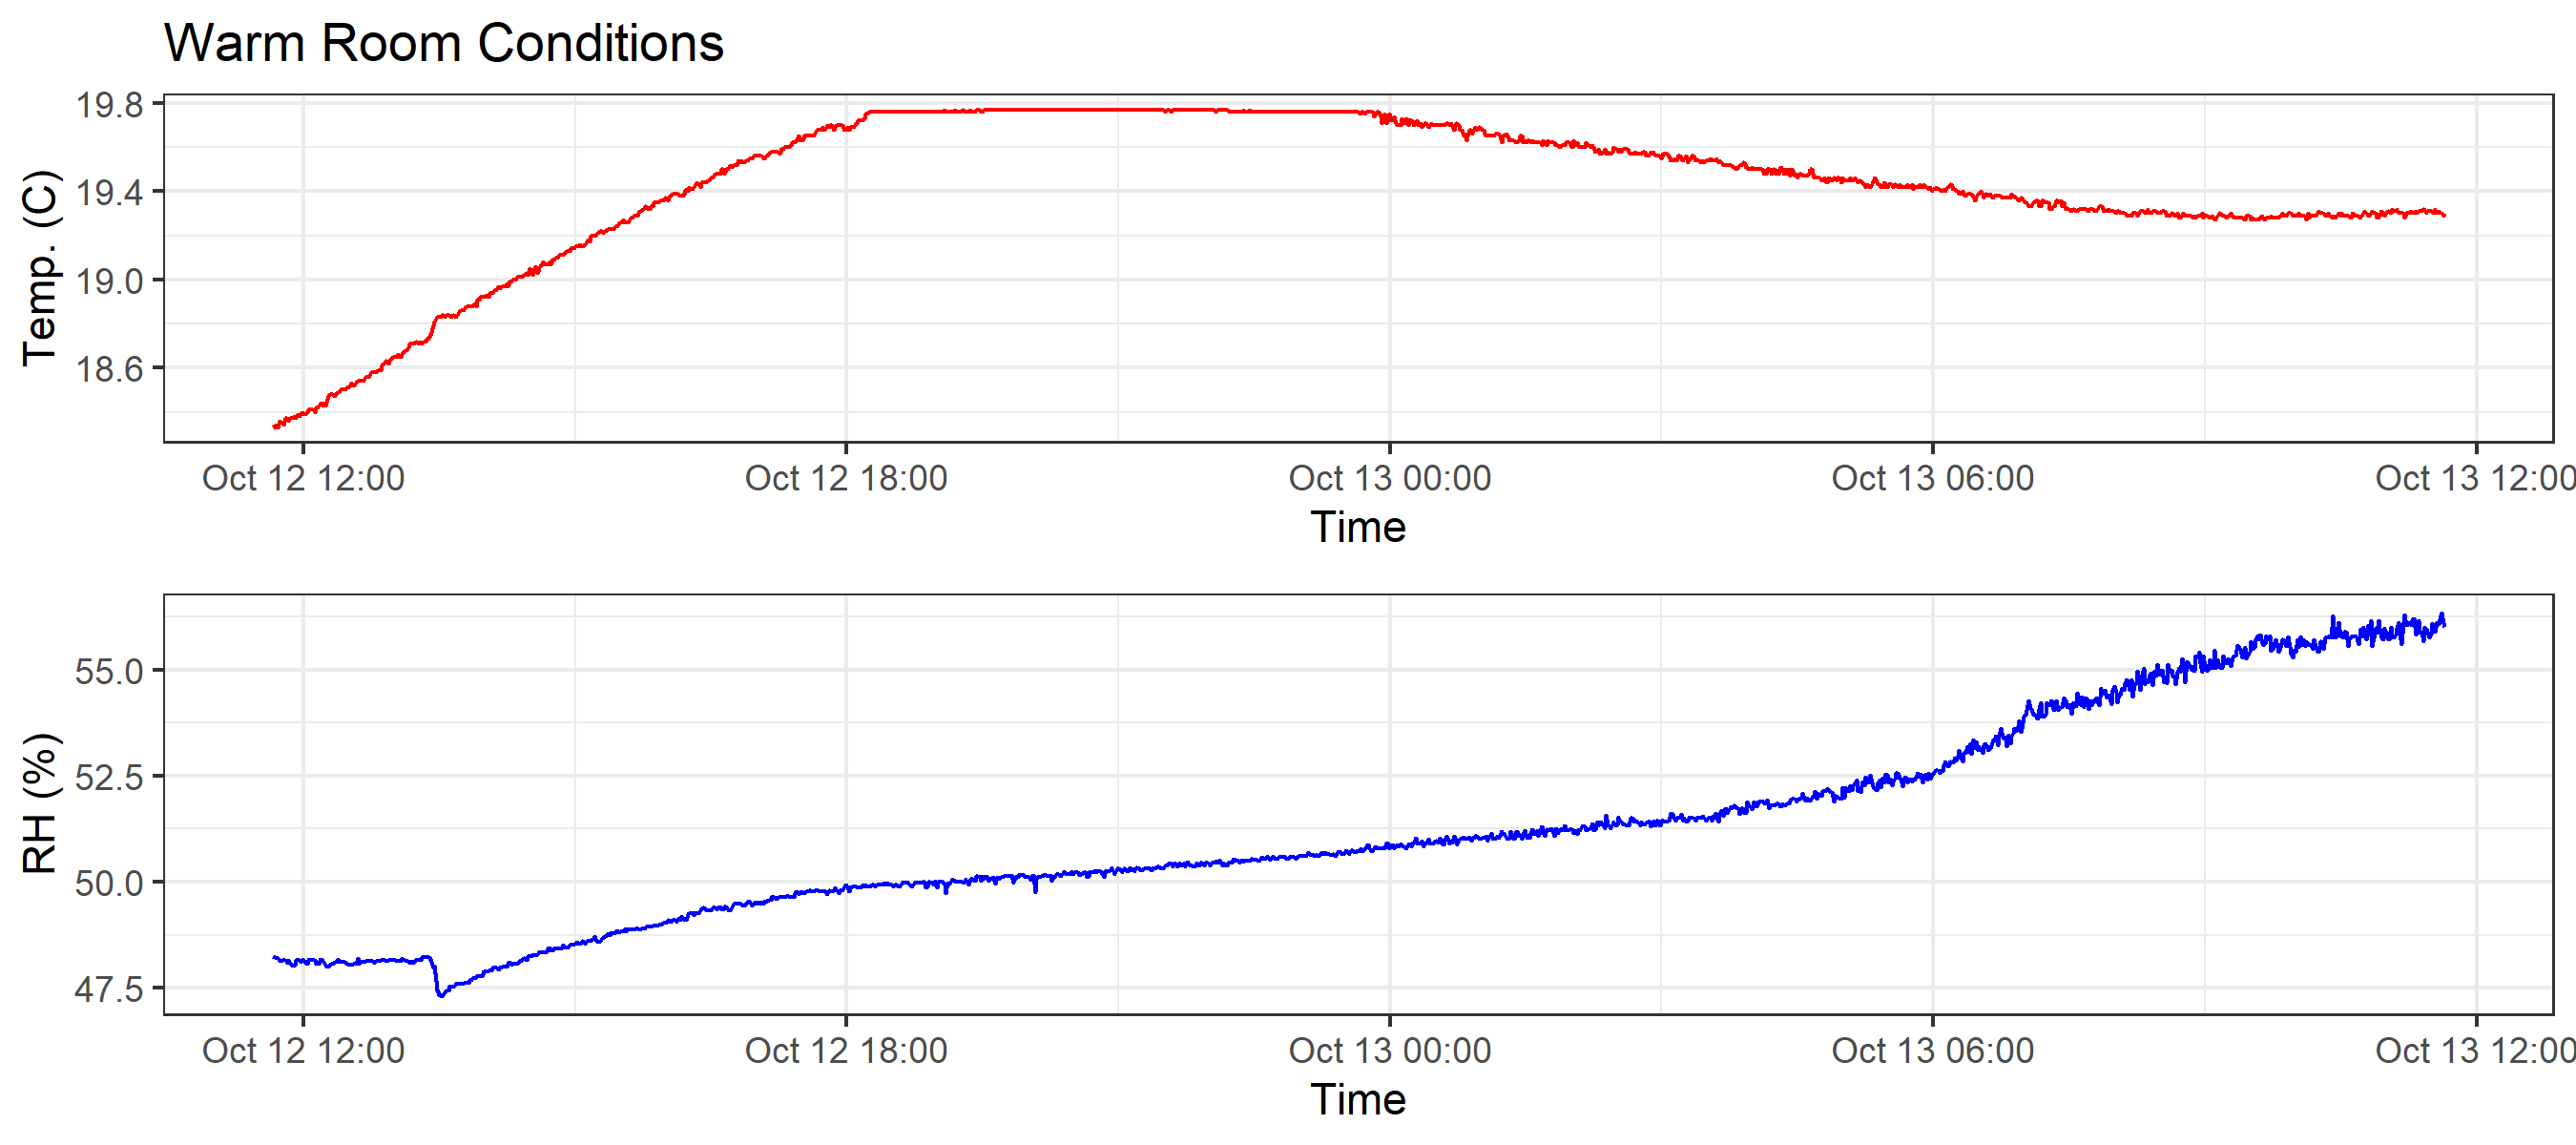 Warm Room Conditions
Temp. (C)
19.8
19.4
19.0
18.6
Oct 12 12:00 Oct 12 18:00 Oct 13 00:00 Oct 13 06:00 Oct 13 12:00
Time
RH (%)
55.0
52.5
50.0
47.5
Oct 12 12:00 Oct 12 18:00 Oct 13 00:00 Oct 13 06:00 Oct 13 12:00
Time